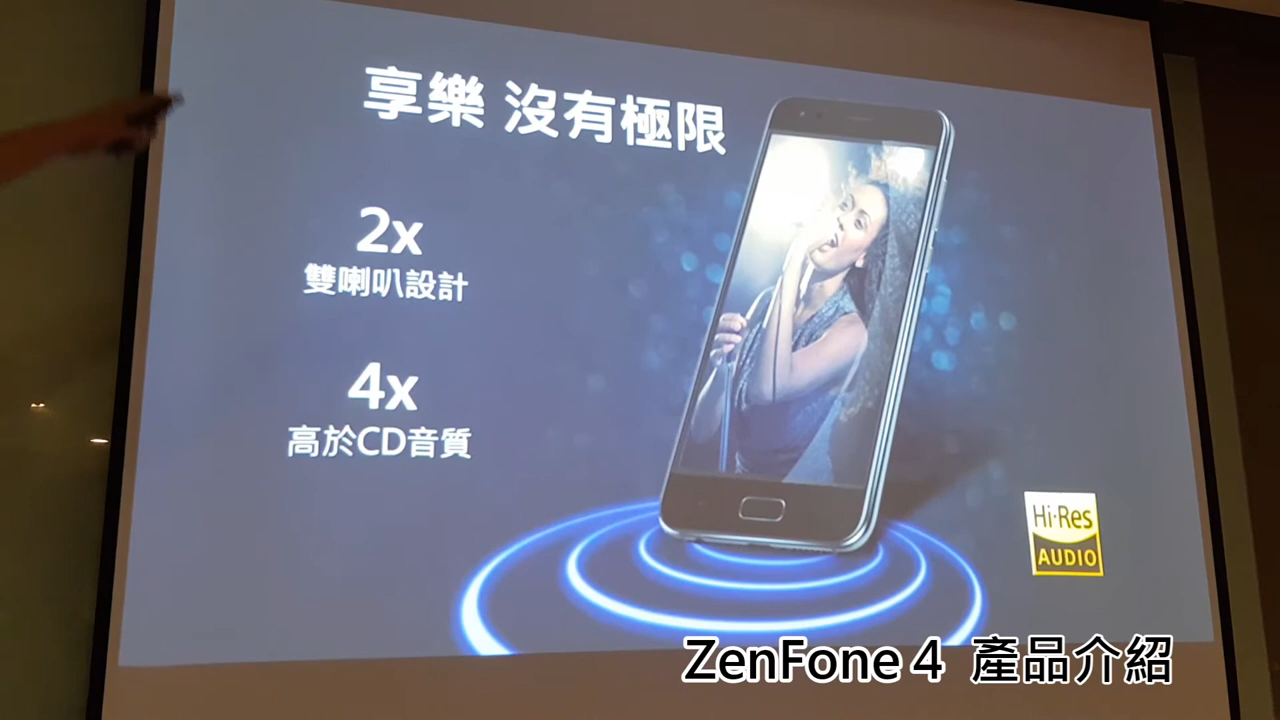 享樂 沒有極限
2x
雙喇叭設計
4x
高於CD音質
Hi-Res
AUDIO
ZenFone 4 產品介紹